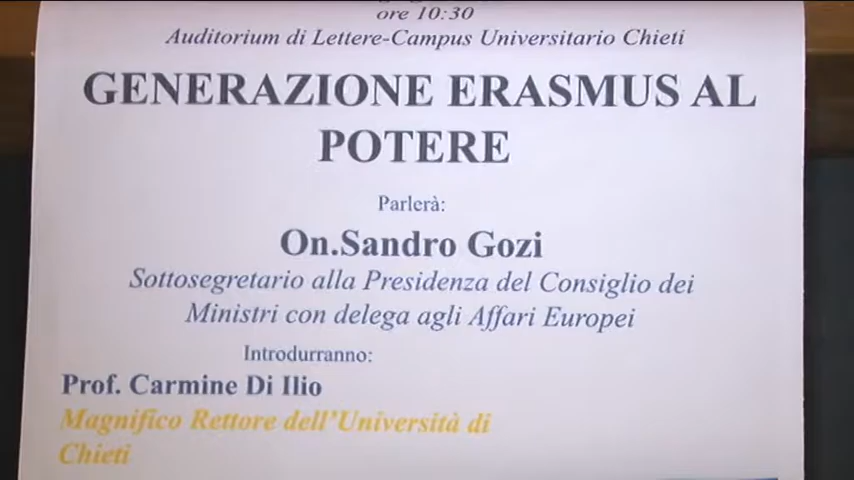 ore 10:30
Auditorium di Lettere-Campus Universitario Chieti
GENERAZIONE ERASMUS AL
POTERE
Parlerà:
On.Sandro Gozi
Sottosegretario alla Presidenza del Consiglio dei
Ministri con delega agli Affari Europei
Introdurranno:
Prof. Carmine Di Ilio
Magnifico Rettore dell'Università di
Chieti